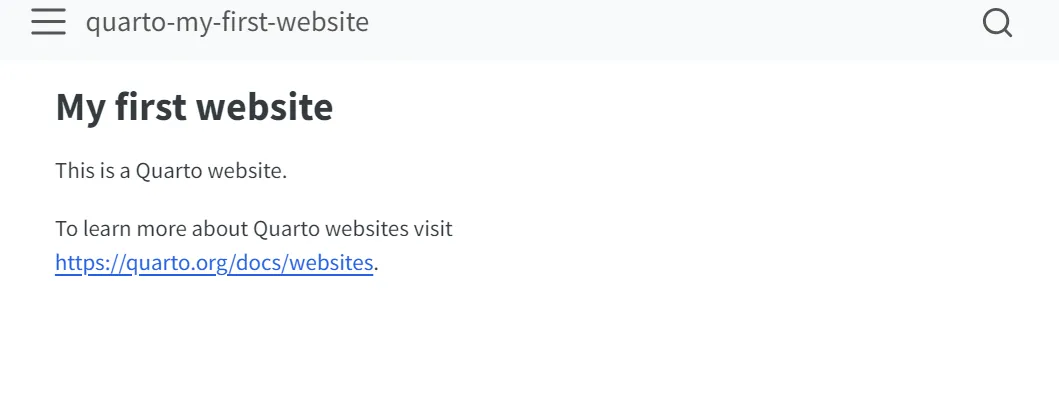 quarto-my-first-website
My first website
This is a Quarto website.
To learn more about Quarto websites visit
https://quarto.org/docs/websites.